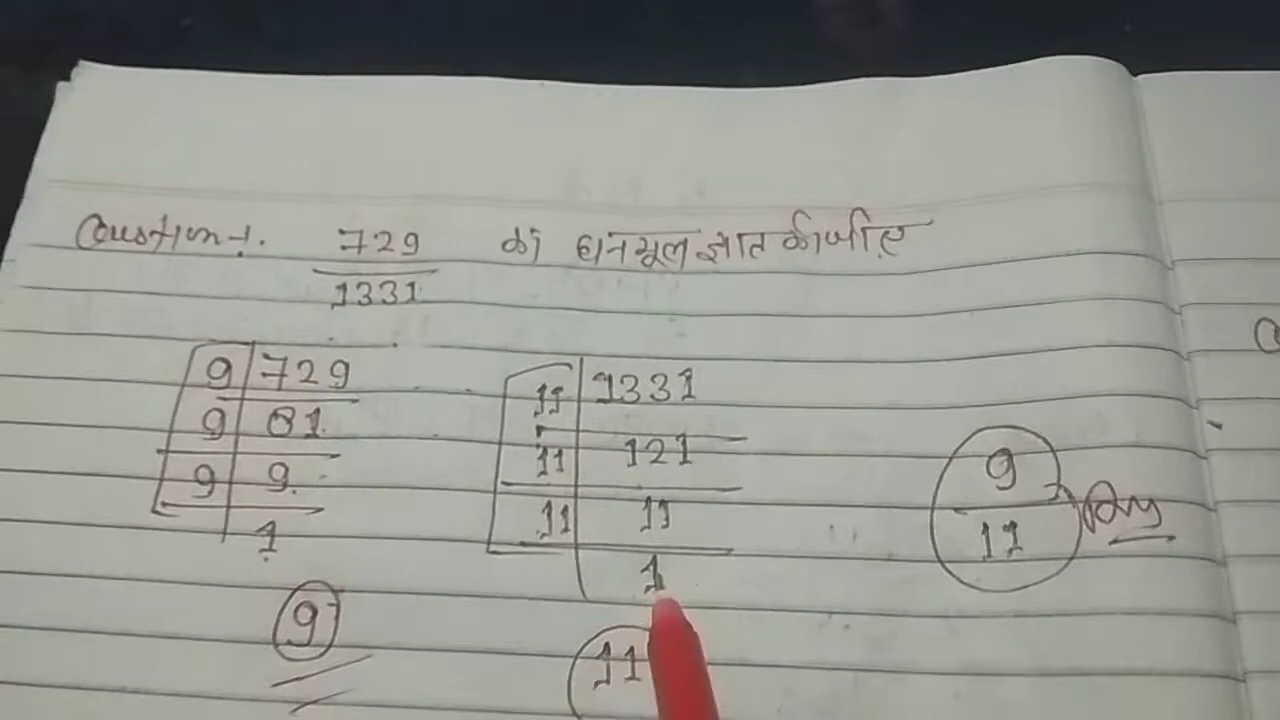 Question-1. 729/1331 का घनमूल ज्ञात कीजीए
9 | 729
9 | 81
9 | 9
1
9
11 | 1331
11 | 121
11 | 11
1
11
9/11 Ans